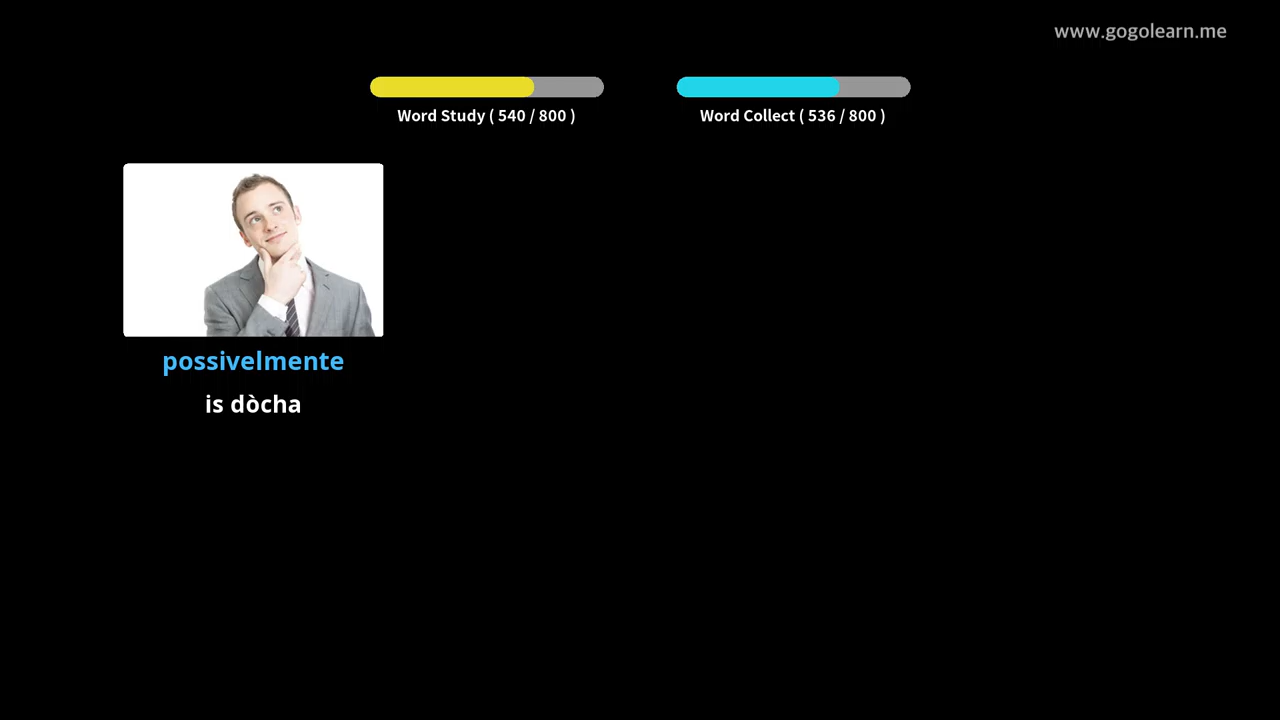 www.gogolearn.me
Word Study ( 540 / 800 )
Word Collect ( 536 / 800 )
possivelmente
is dòcha